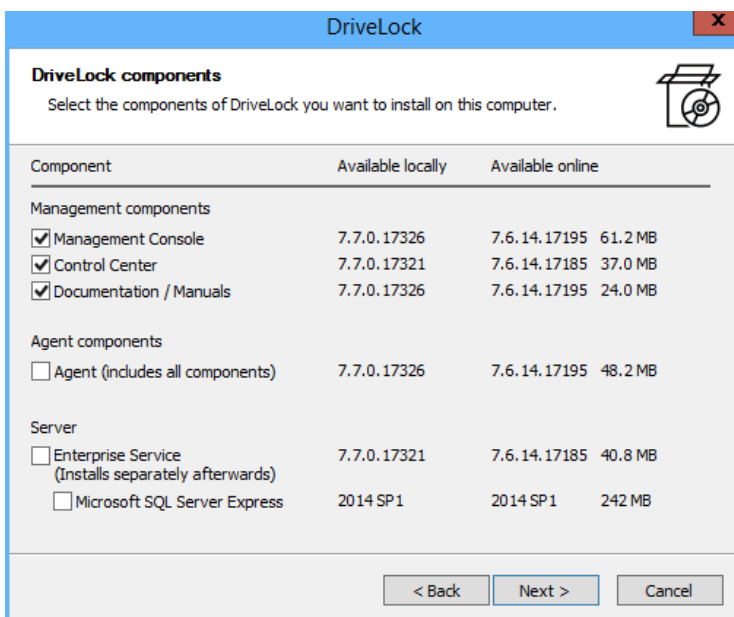 DriveLock
x
DriveLock components
Select the components of DriveLock you want to install on this computer.
Component Available locally Available online
Management components
Management Console 7.7.0.17326 7.6.14.17195 61.2 MB
Control Center 7.7.0.17321 7.6.14.17185 37.0 MB
Documentation / Manuals 7.7.0.17326 7.6.14.17195 24.0 MB
Agent components
Agent (includes all components) 7.7.0.17326 7.6.14.17195 48.2 MB
Server
Enterprise Service 7.7.0.17321 7.6.14.17185 40.8 MB
(Installs separately afterwards)
Microsoft SQL Server Express 2014 SP1 2014 SP1 242 MB
< Back Next > Cancel